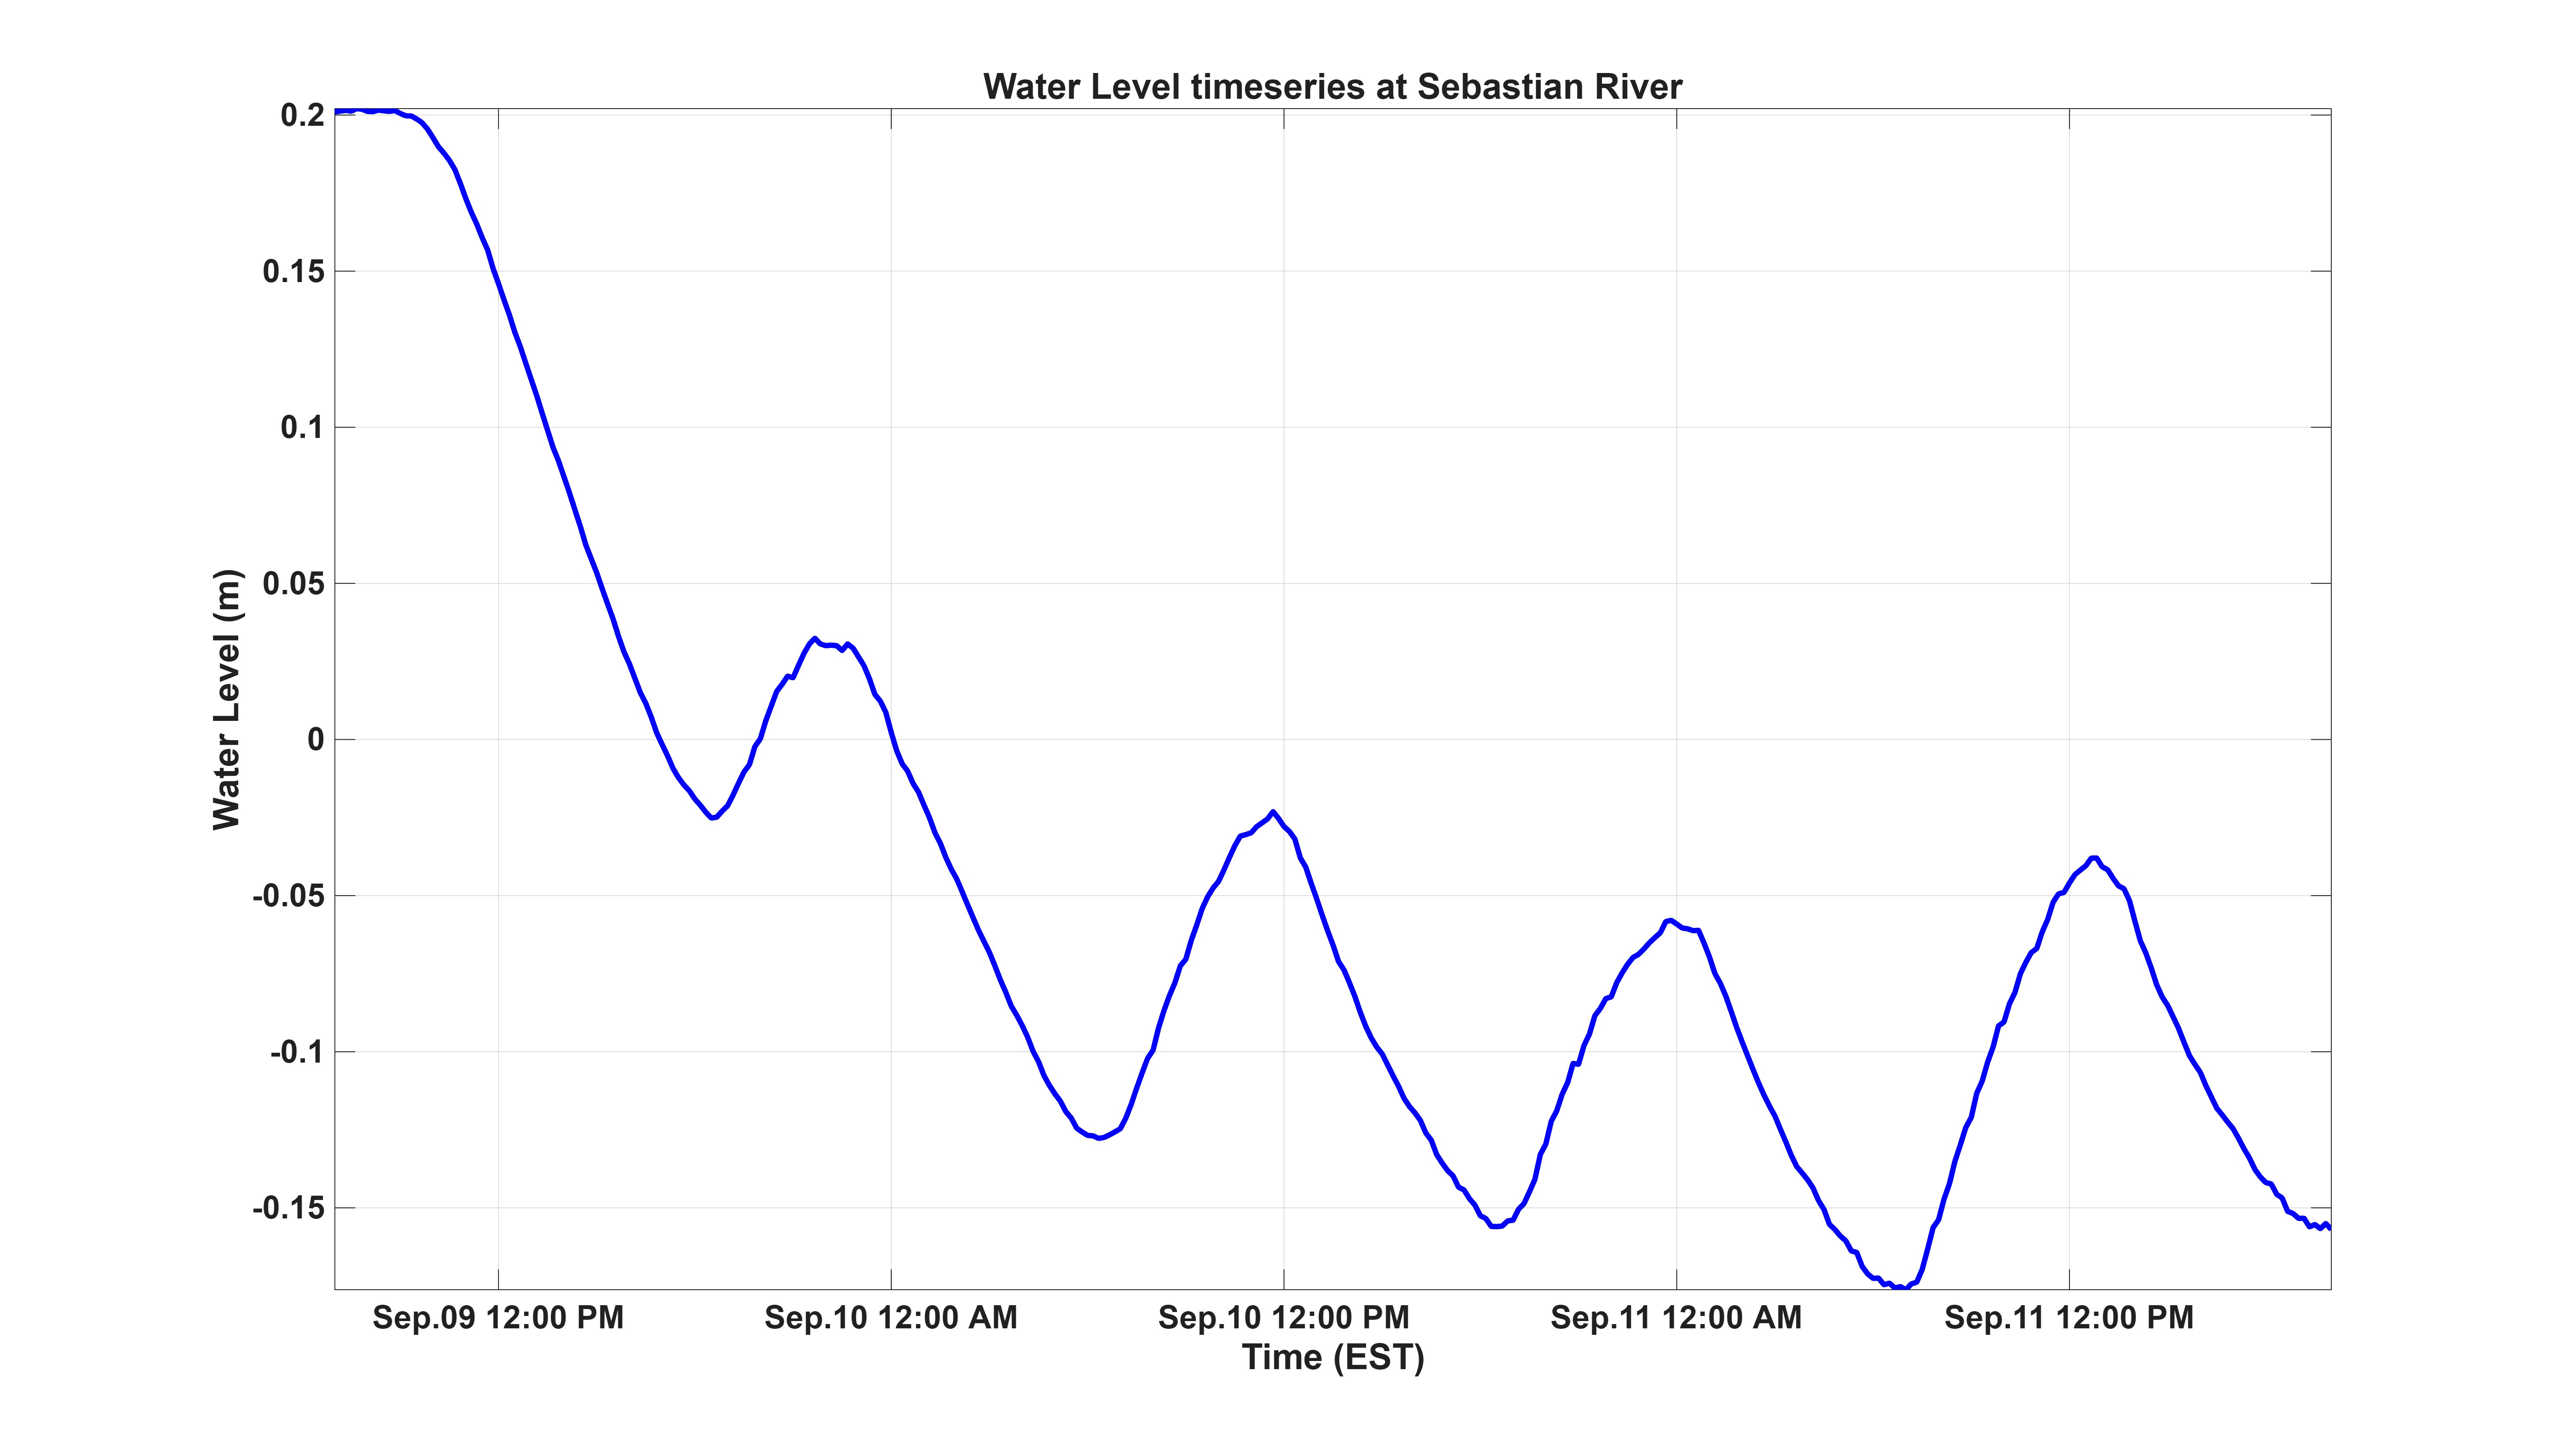 Water Level timeseries at Sebastian River
0.2
0.15
0.1
0.05
0
-0.05
-0.1
-0.15
Water Level (m)
Sep.09 12:00 PM
Sep.10 12:00 AM
Sep.10 12:00 PM
Sep.11 12:00 AM
Sep.11 12:00 PM
Time (EST)